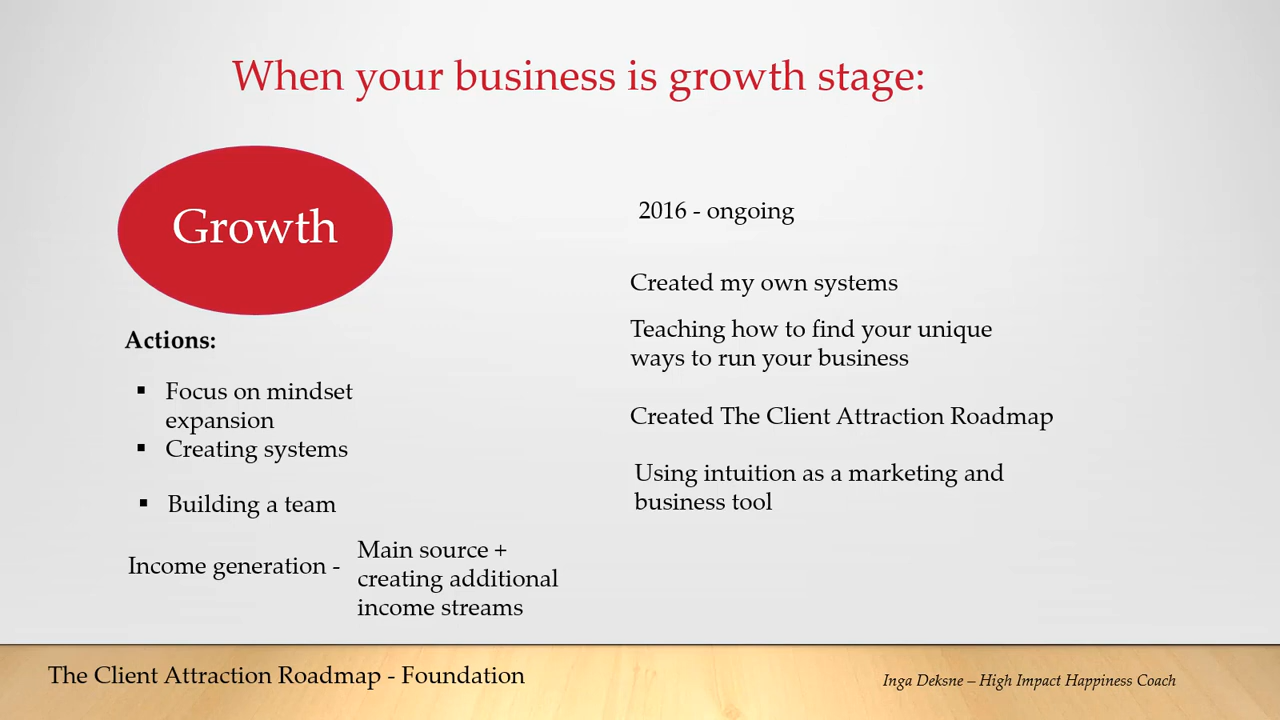 When your business is growth stage:
Growth
Actions:
▪ Focus on mindset
expansion
▪ Creating systems
▪ Building a team
Income generation -
Main source +
creating additional
income streams
2016 - ongoing
Created my own systems
Teaching how to find your unique
ways to run your business
Created The Client Attraction Roadmap
Using intuition as a marketing and
business tool
The Client Attraction Roadmap - Foundation
Inga Deksne – High Impact Happiness Coach